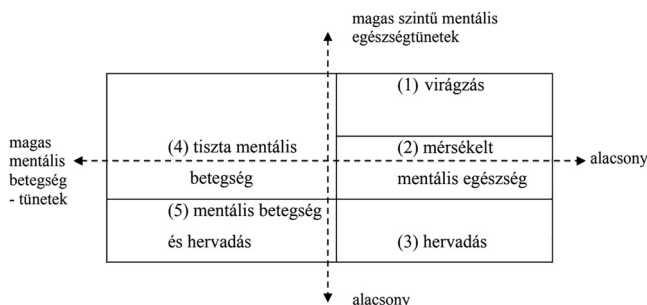 magas szintű mentális
egészségtünetek
(1) virágzás
magas
mentális
betegség
- tünetek
(4) tiszta mentális
betegség
(2) mérsékelt
mentális egészség
alacsony
(5) mentális betegség
és hervadás
(3) hervadás
alacsony